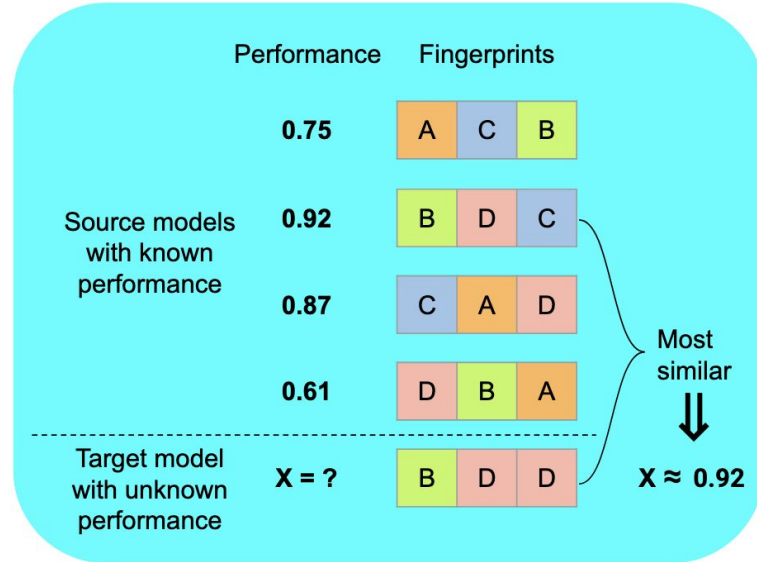 Performance Fingerprints
0.75 A C B
Source models
with known
performance
0.92 B D C
0.87 C A D
0.61 D B A
Most
similar
⇓
Target model
with unknown
performance
X = ? B D D
X ≈ 0.92